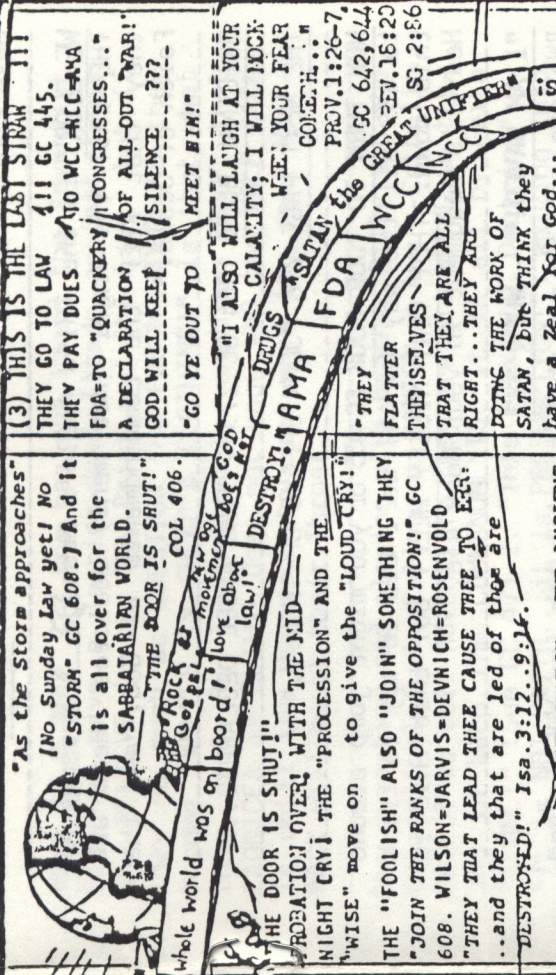 "As the Storm approaches"
[No Sunday Law yet! No
"STORM" GC 608.] And it
is all over for the
SABBATARIAN WORLD.
"THE DOOR IS SHUT!"
COL 406.
(3) THIS IS THE LAST STRAW !!!
THEY GO TO LAW !!! GC 445.
THEY PAY DUES TO WCC=NCC=AMA
FDA=TO "QUACKERY CONGRESSES..."
A DECLARATION OF ALL-OUT "WAR!"
GOD WILL KEEP SILENCE ???
"GO YE OUT TO MEET HIM!"
"I ALSO WILL LAUGH AT YOUR
CALAMITY; I WILL MOCK
WHEN YOUR FEAR
COMETH..."
PROV.1:26-7.
GC 642,644
REV.18:20
SG 2:86
"ROCK &
GOSPEL"
movement
GOD
DOES NOT
DRUGS
"SATAN the GREAT UNIFIER"
whole world was on board!
love above
law!"
DESTROY!"
AMA
FDA
WCC
NCC
is
THE DOOR IS SHUT!"
PROBATION OVER! WITH THE MID
NIGHT CRY! THE "PROCESSION" AND THE
"WISE" move on to give the "LOUD CRY!"
THE "FOOLISH" ALSO "JOIN" SOMETHING THEY
"JOIN THE RANKS OF THE OPPOSITION!" GC
608. WILSON=JARVIS=DEVNICH=ROSENVOLD
"THEY THAT LEAD THEE CAUSE THEE TO ERR:
..and they that are led of them are
DESTROYED!" Isa.3:12..9:16.
"THEY
FLATTER
THEMSELVES
THAT THEY ARE ALL
RIGHT...THEY ARE
DOING THE WORK OF
SATAN, but THINK they
have a Zeal for God...